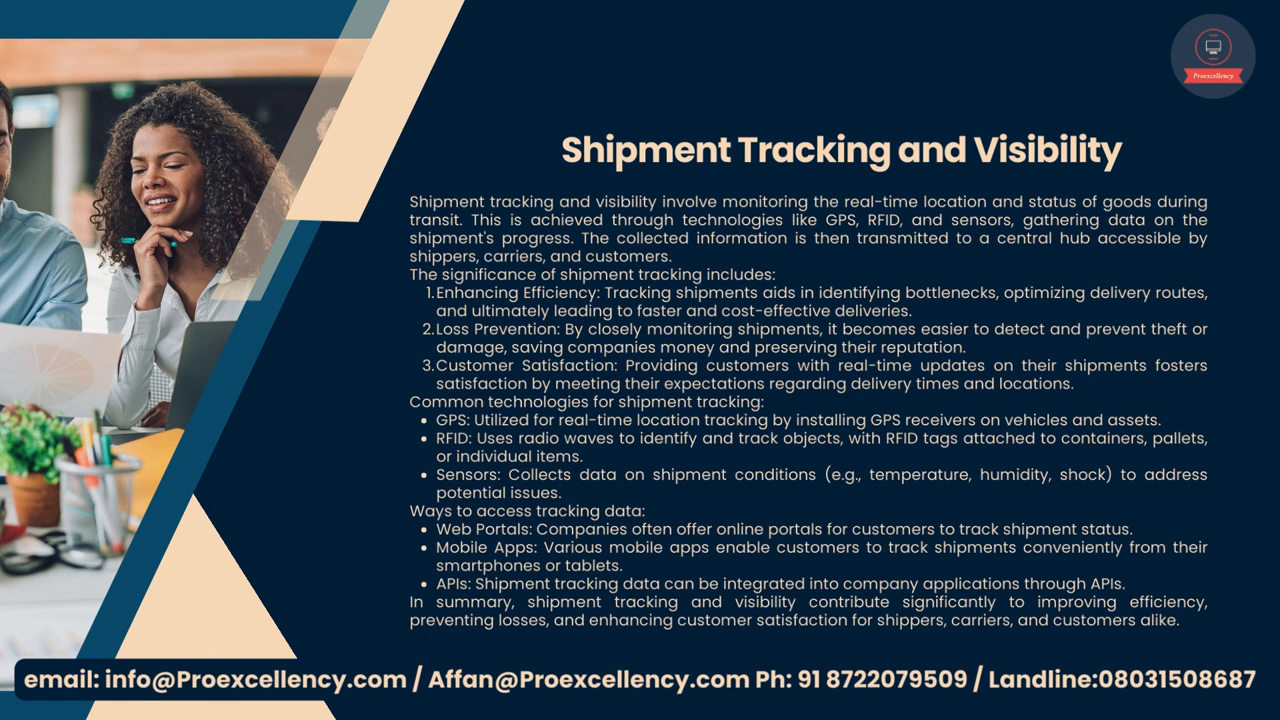 Proexcellency
Shipment Tracking and Visibility
Shipment tracking and visibility involve monitoring the real-time location and status of goods during
transit. This is achieved through technologies like GPS, RFID, and sensors, gathering data on the
shipment's progress. The collected information is then transmitted to a central hub accessible by
shippers, carriers, and customers.
The significance of shipment tracking includes:
1. Enhancing Efficiency: Tracking shipments aids in identifying bottlenecks, optimizing delivery routes,
and ultimately leading to faster and cost-effective deliveries.
2. Loss Prevention: By closely monitoring shipments, it becomes easier to detect and prevent theft or
damage, saving companies money and preserving their reputation.
3. Customer Satisfaction: Providing customers with real-time updates on their shipments fosters
satisfaction by meeting their expectations regarding delivery times and locations.
Common technologies for shipment tracking:
• GPS: Utilized for real-time location tracking by installing GPS receivers on vehicles and assets.
• RFID: Uses radio waves to identify and track objects, with RFID tags attached to containers, pallets,
or individual items.
• Sensors: Collects data on shipment conditions (e.g., temperature, humidity, shock) to address
potential issues.
Ways to access tracking data:
• Web Portals: Companies often offer online portals for customers to track shipment status.
• Mobile Apps: Various mobile apps enable customers to track shipments conveniently from their
smartphones or tablets.
• APIs: Shipment tracking data can be integrated into company applications through APIs.
In summary, shipment tracking and visibility contribute significantly to improving efficiency,
preventing losses, and enhancing customer satisfaction for shippers, carriers, and customers alike.
email: info@Proexcellency.com / Affan@Proexcellency.com Ph: 91 8722079509 / Landline:08031508687